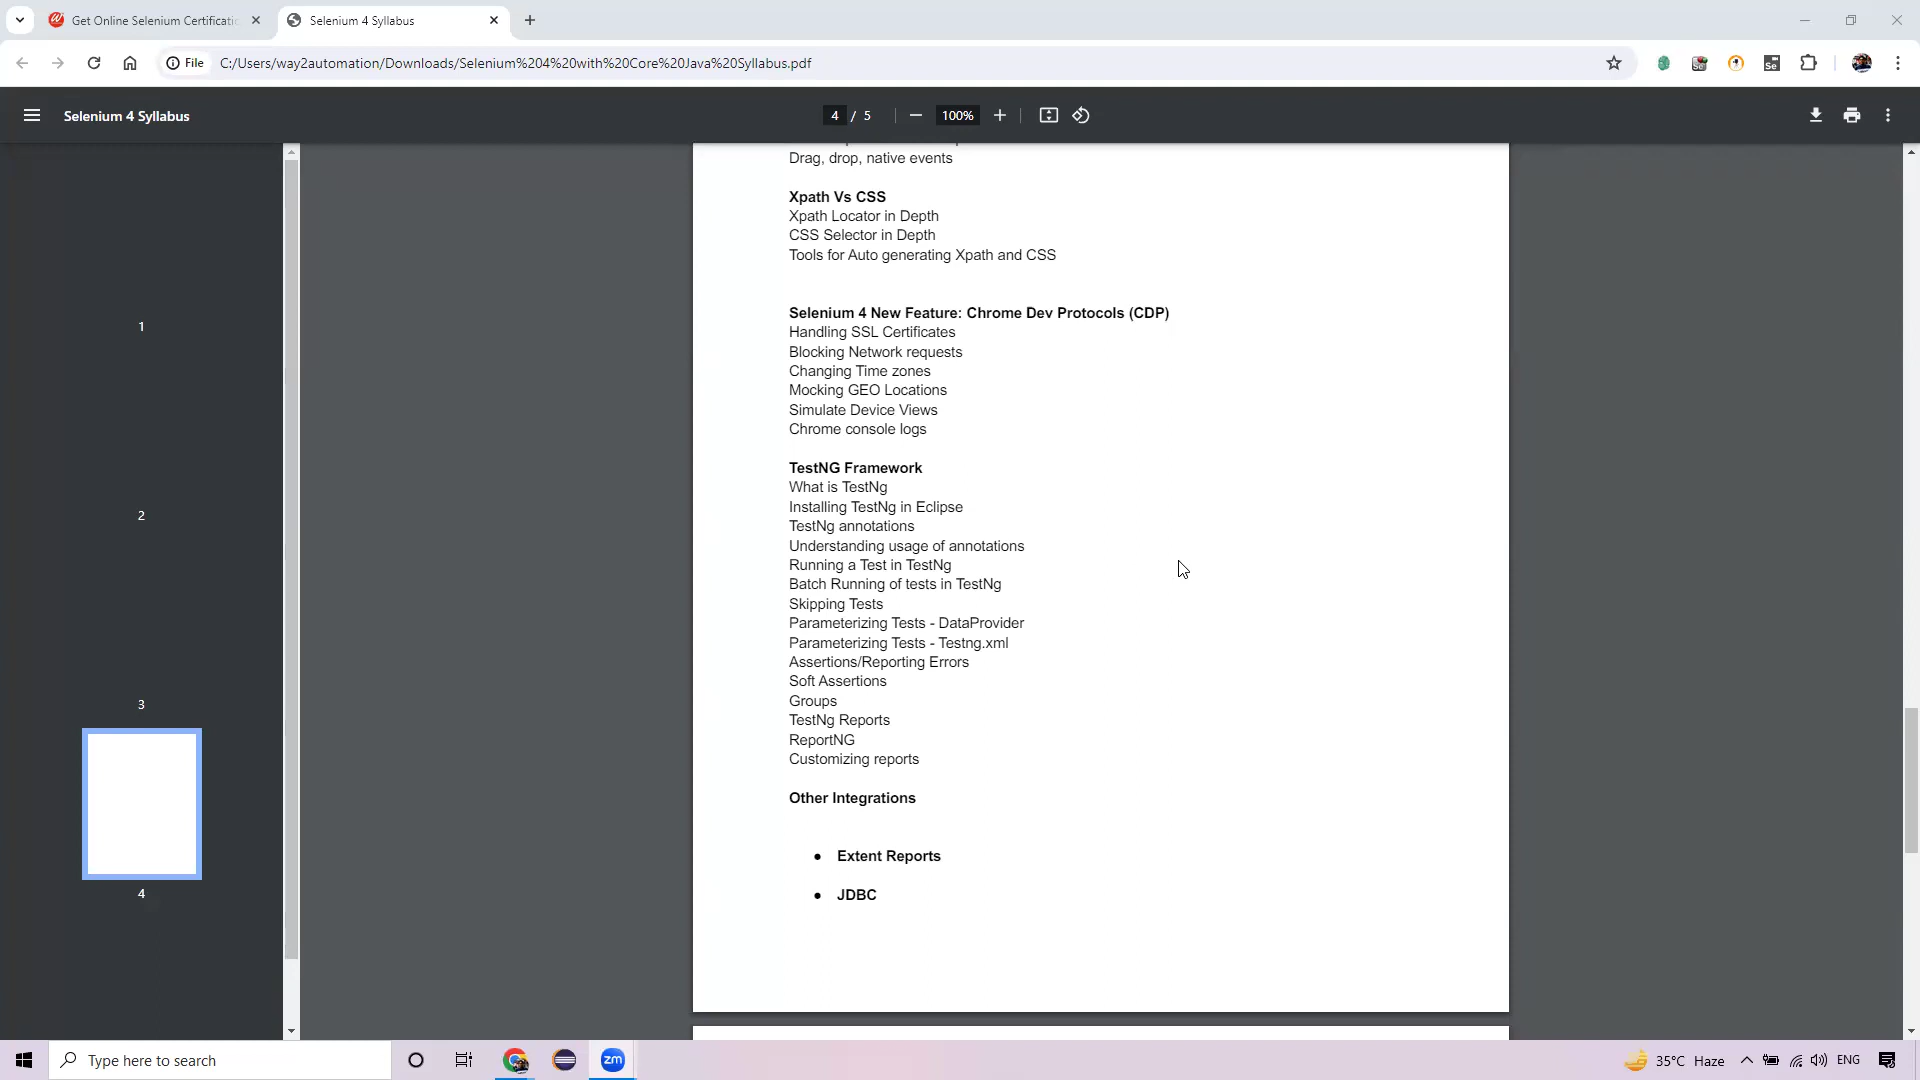 Get Online Selenium Certificatio
Selenium 4 Syllabus
File
C:/Users/way2automation/Downloads/Selenium%204%20with%20Core%20Java%20Syllabus.pdf
Selenium 4 Syllabus
4 / 5
100%
Drag, drop, native events
Xpath Vs CSS
Xpath Locator in Depth
CSS Selector in Depth
Tools for Auto generating Xpath and CSS
Selenium 4 New Feature: Chrome Dev Protocols (CDP)
Handling SSL Certificates
Blocking Network requests
Changing Time zones
Mocking GEO Locations
Simulate Device Views
Chrome console logs
TestNG Framework
What is TestNg
Installing TestNg in Eclipse
TestNg annotations
Understanding usage of annotations
Running a Test in TestNg
Batch Running of tests in TestNg
Skipping Tests
Parameterizing Tests - DataProvider
Parameterizing Tests - Testng.xml
Assertions/Reporting Errors
Soft Assertions
Groups
TestNg Reports
ReportNG
Customizing reports
Other Integrations
● Extent Reports
● JDBC
1
2
3
4
Type here to search
zm
35°C Haze
ENG